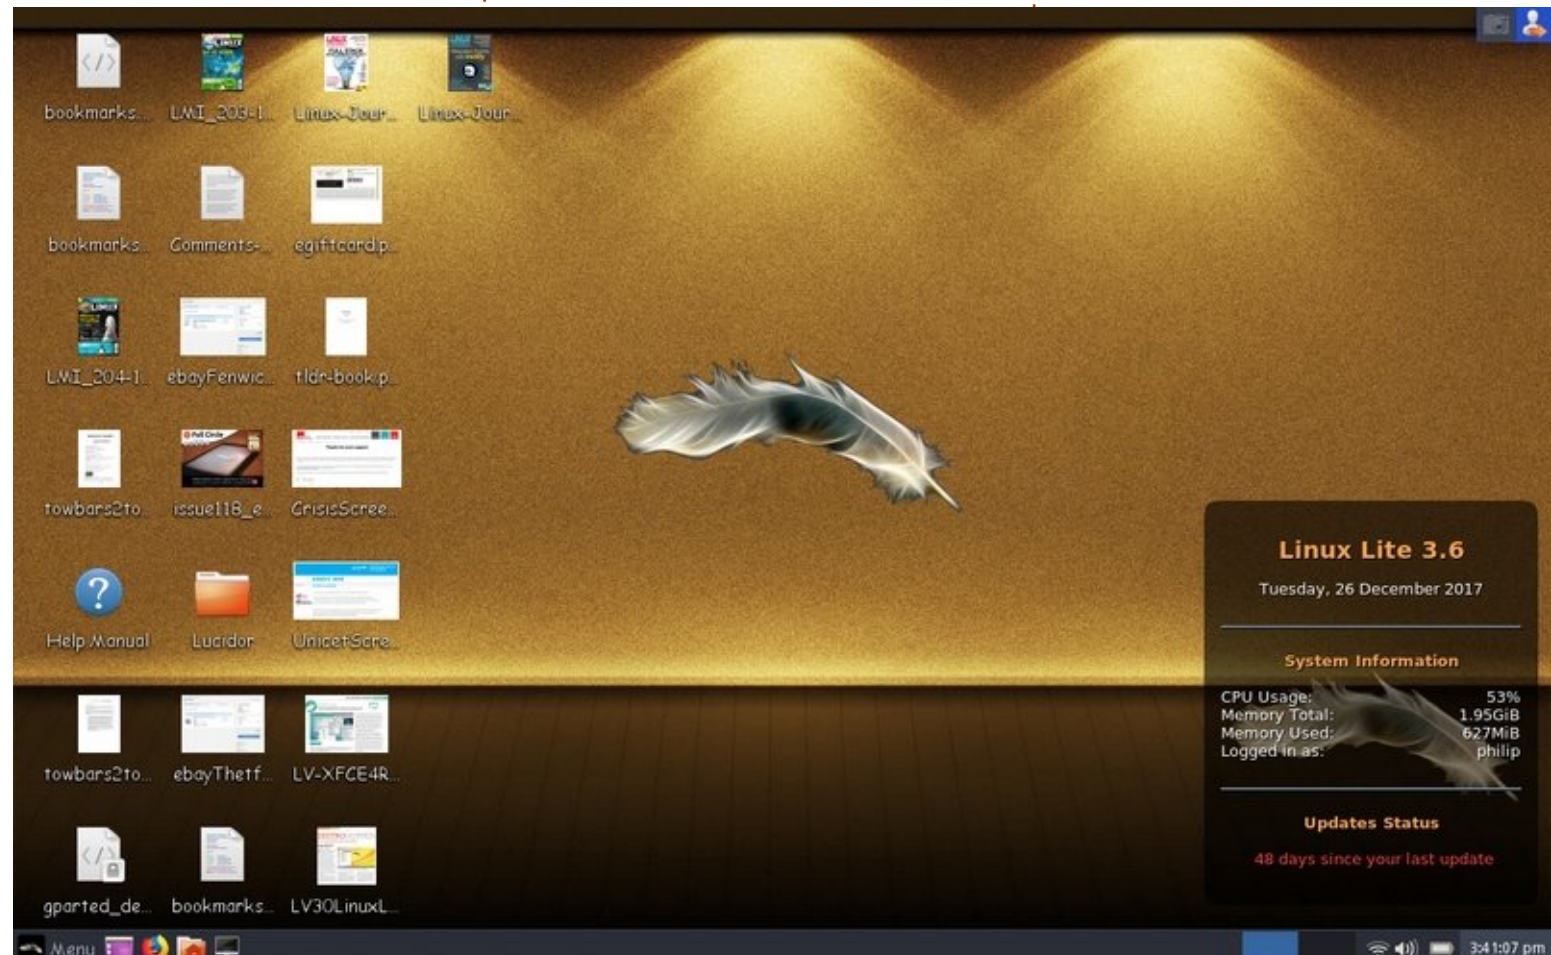 bookmarks... LMI_203-1... Linux-Jour... Linux-Jour...
bookmarks... Comments-... egiftcard.p...
LMI_204-1... ebayFenwic... tldr-book.p...
towbars2to... issue118_e... CrisisScree...
Help Manual Lucidor UnicefScre...
towbars2to... ebayThetf... LV-XFCE4R...
gparted_de... bookmarks... LV30LinuxL...
Linux Lite 3.6
Tuesday, 26 December 2017
System Information
CPU Usage: 53%
Memory Total: 1.95GiB
Memory Used: 627MiB
Logged in as: philip
Updates Status
48 days since your last update
Menu 3:41:07 pm